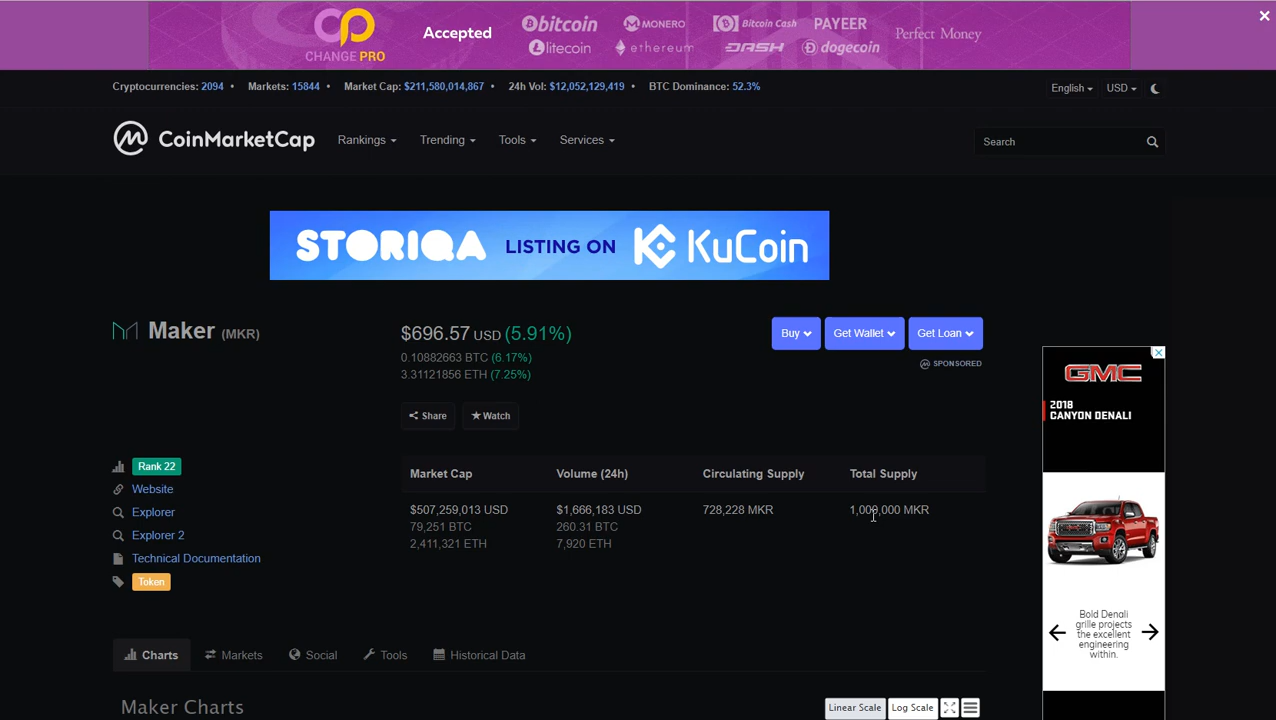 CHANGE PRO
Accepted
bitcoin
MONERO
Bitcoin Cash
PAYEER
Perfect Money
litecoin
ethereum
DASH
dogecoin
Cryptocurrencies: 2094 • Markets: 15844 • Market Cap: $211,580,014,867 • 24h Vol: $12,052,129,419 • BTC Dominance: 52.3%
English
USD
CoinMarketCap
Rankings
Trending
Tools
Services
Search
STORIQA LISTING ON KuCoin
Maker (MKR)
$696.57 USD (5.91%)
0.10882663 BTC (6.17%)
3.31121856 ETH (7.25%)
Buy
Get Wallet
Get Loan
SPONSORED
Share
Watch
Rank 22
Website
Explorer
Explorer 2
Technical Documentation
Token
Market Cap
Volume (24h)
Circulating Supply
Total Supply
$507,259,013 USD
$1,666,183 USD
728,228 MKR
1,000,000 MKR
79,251 BTC
260.31 BTC
2,411,321 ETH
7,920 ETH
GMC
2018
CANYON DENALI
Bold Denali
grille projects
the excellent
engineering
within.
Charts
Markets
Social
Tools
Historical Data
Maker Charts
Linear Scale
Log Scale